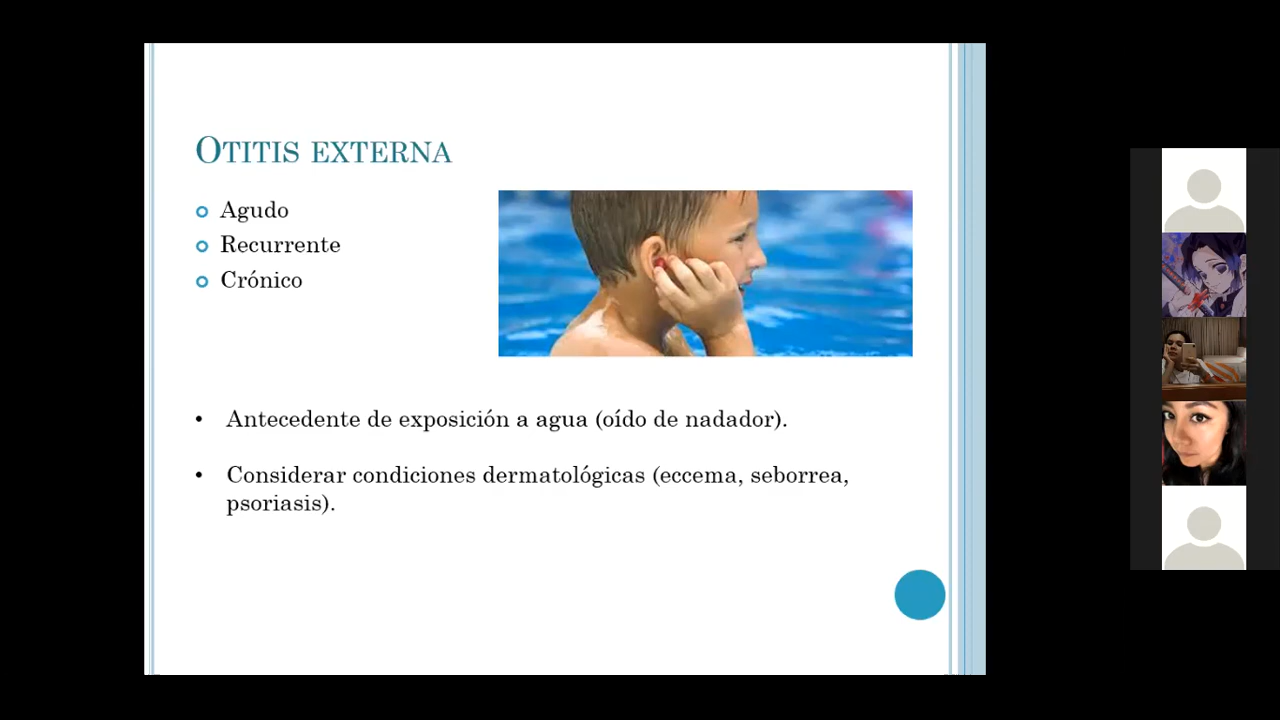 Otitis externa
Agudo
Recurrente
Crónico
• Antecedente de exposición a agua (oído de nadador).
• Considerar condiciones dermatológicas (eccema, seborrea,
psoriasis).